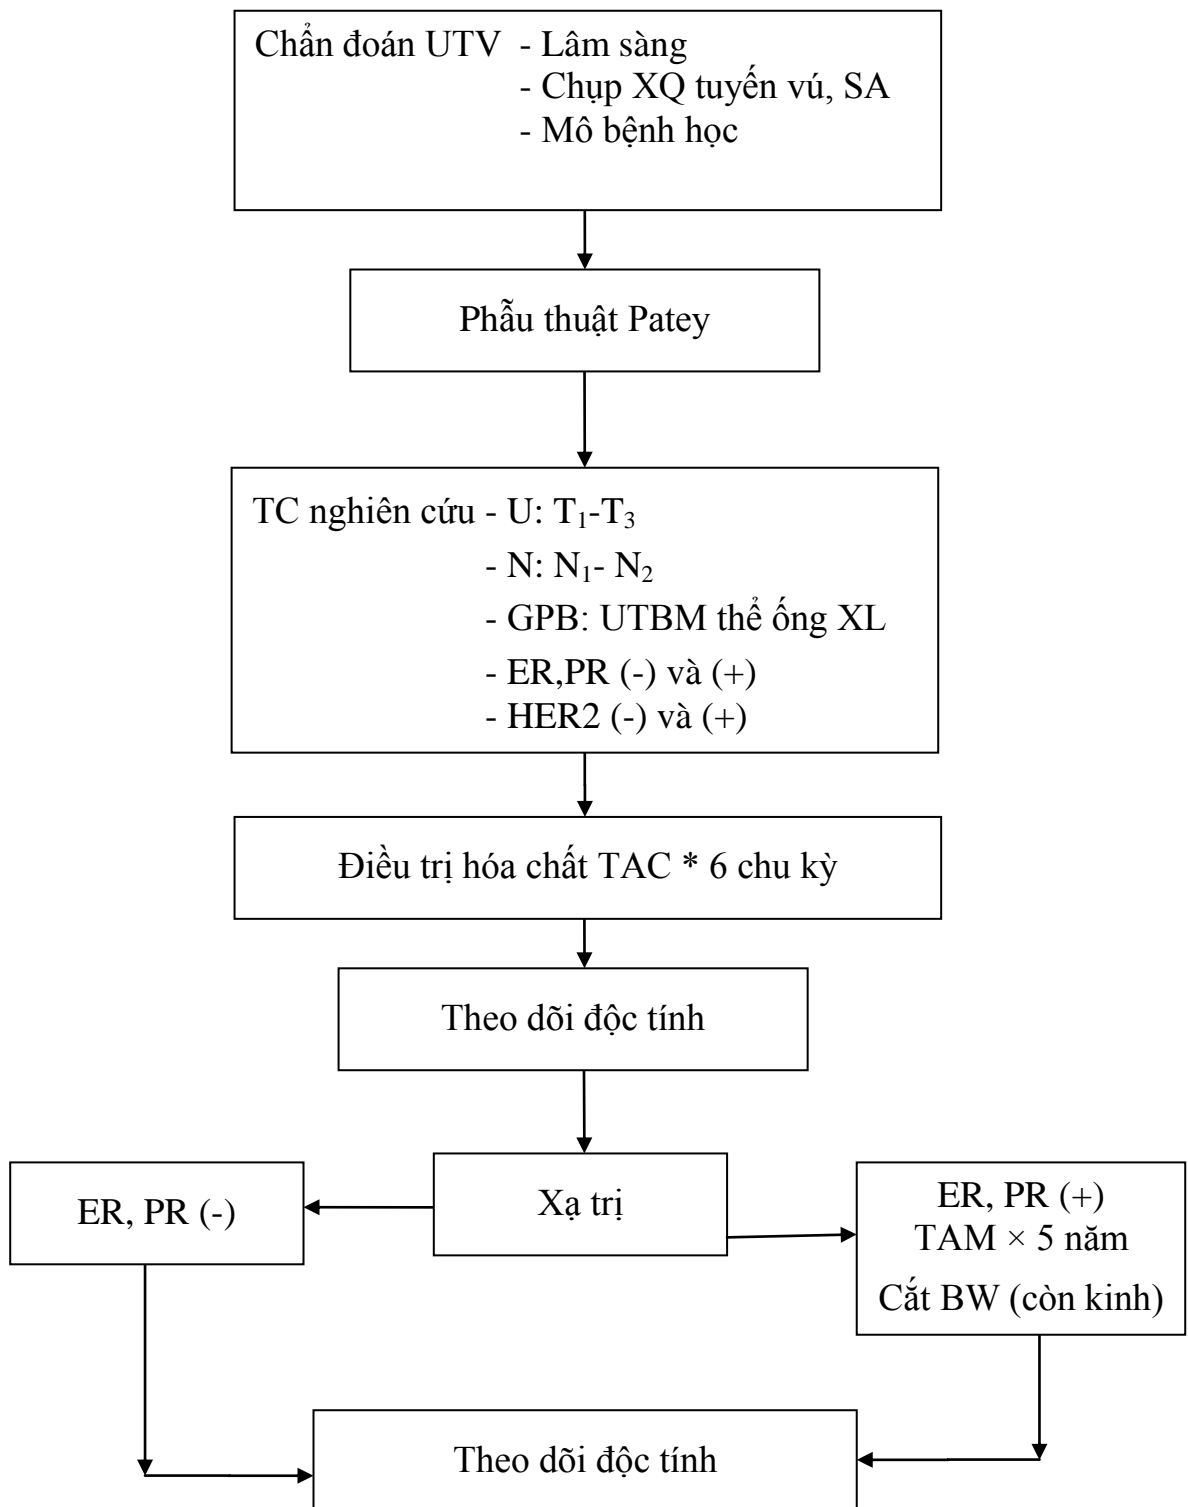 Chẩn đoán UTV - Lâm sàng
- Chụp XQ tuyến vú, SA
- Mô bệnh học
Phẫu thuật Patey
TC nghiên cứu - U: T₁-T₃
- N: N₁- N₂
- GPB: UTBM thể ống XL
- ER,PR (-) và (+)
- HER2 (-) và (+)
Điều trị hóa chất TAC * 6 chu kỳ
Theo dõi độc tính
Xạ trị
ER, PR (-)
ER, PR (+)
TAM × 5 năm
Cắt BW (còn kinh)
Theo dõi độc tính